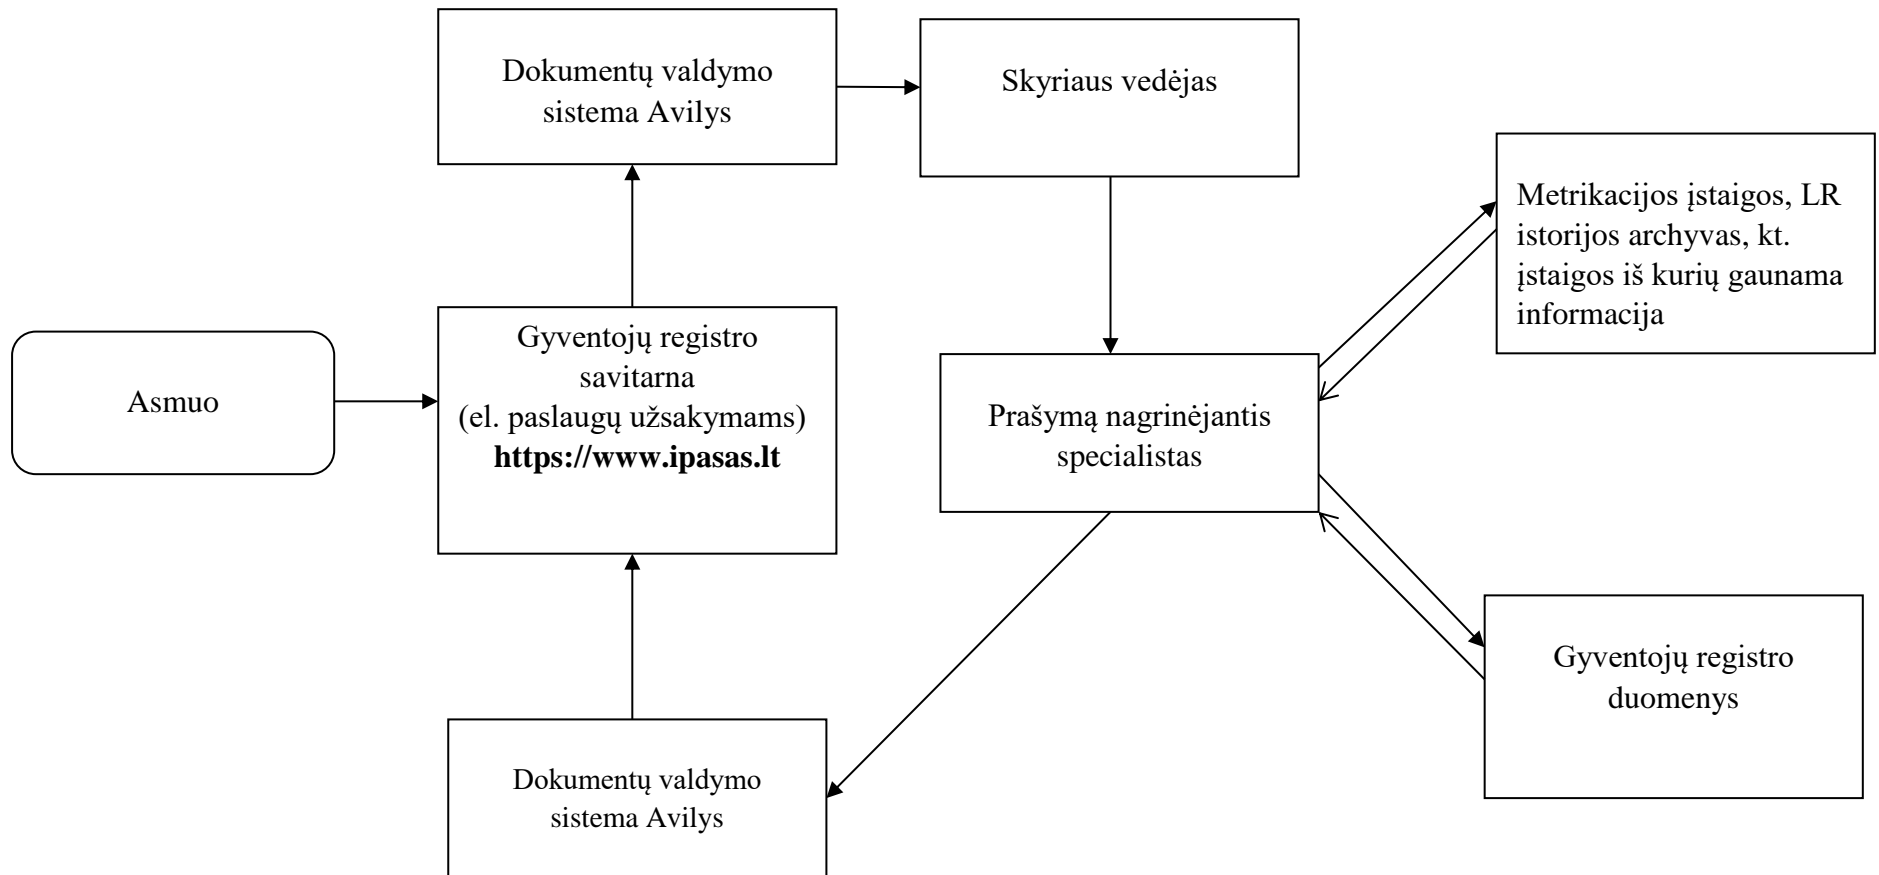 Dokumentų valdymo
sistema Avilys
Skyriaus vedėjas
Metrikacijos įstaigos, LR
istorijos archyvas, kt.
įstaigos iš kurių gaunama
informacija
Asmuo
Gyventojų registro
savitarna
(el. paslaugų užsakymams)
https://www.ipasas.lt
Prašymą nagrinėjantis
specialistas
Gyventojų registro
duomenys
Dokumentų valdymo
sistema Avilys